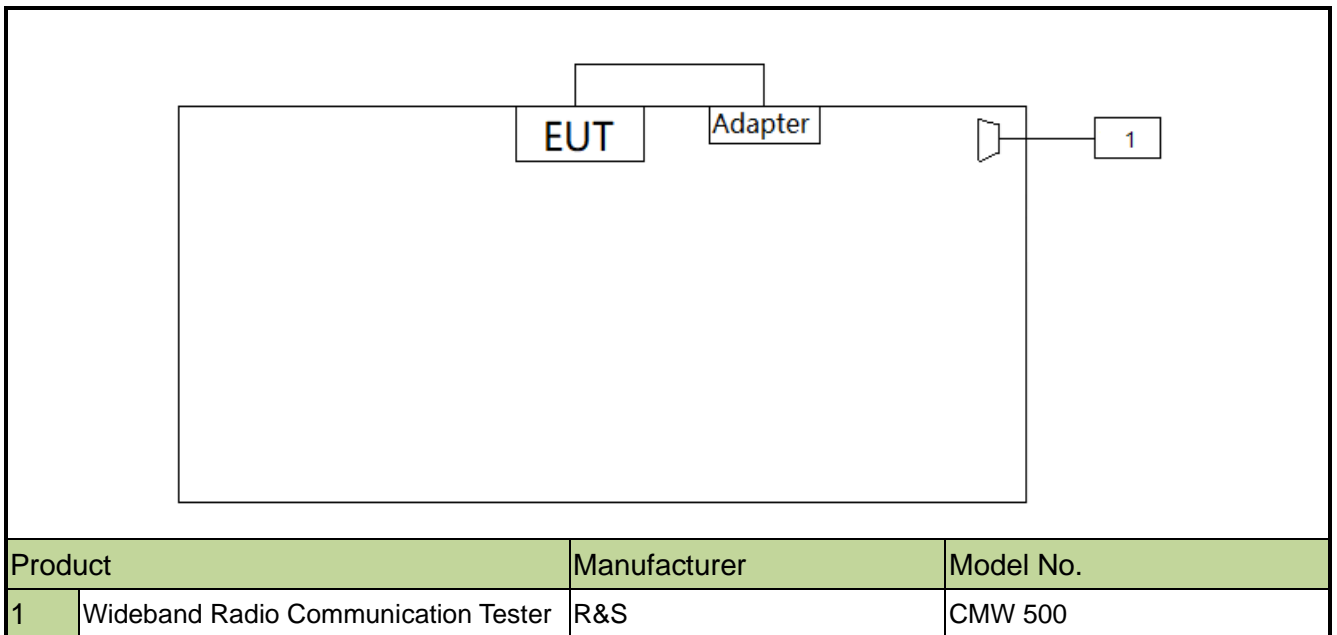 EUT
Adapter
1
Product Manufacturer Model No.
1 Wideband Radio Communication Tester R&S CMW 500